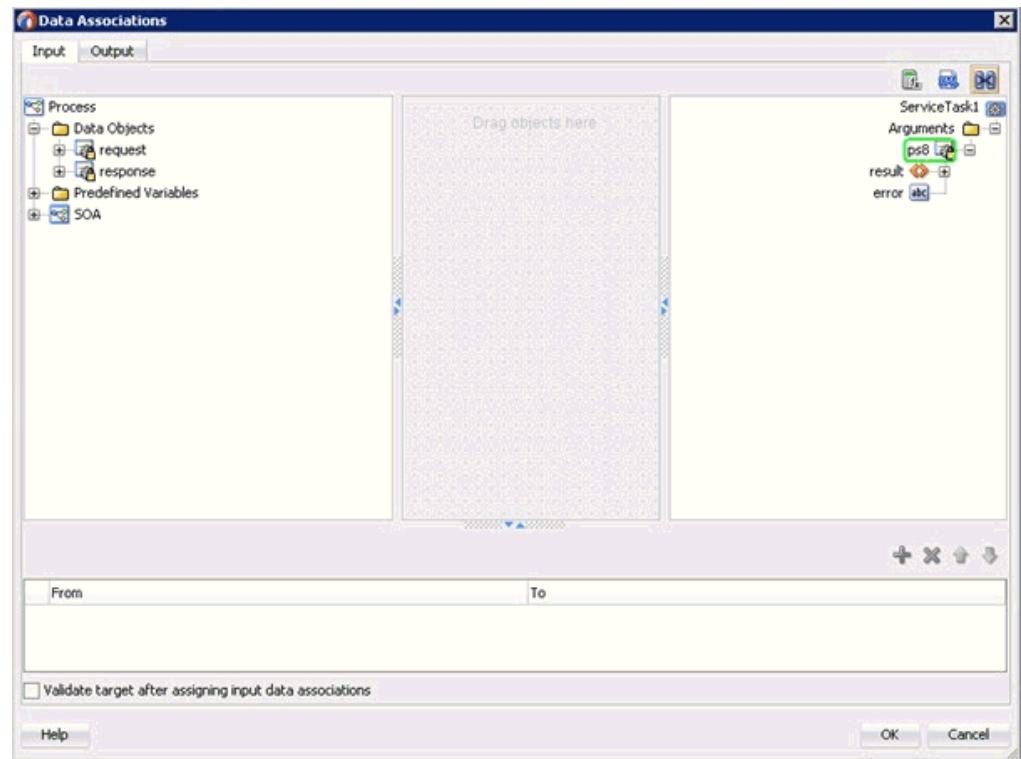 Data Associations
Input Output
Process
Data Objects
request
response
Predefined Variables
SOA
Drag objects here
ServiceTask1
Arguments
ps8
result
error abc
From To
Validate target after assigning input data associations
Help OK Cancel